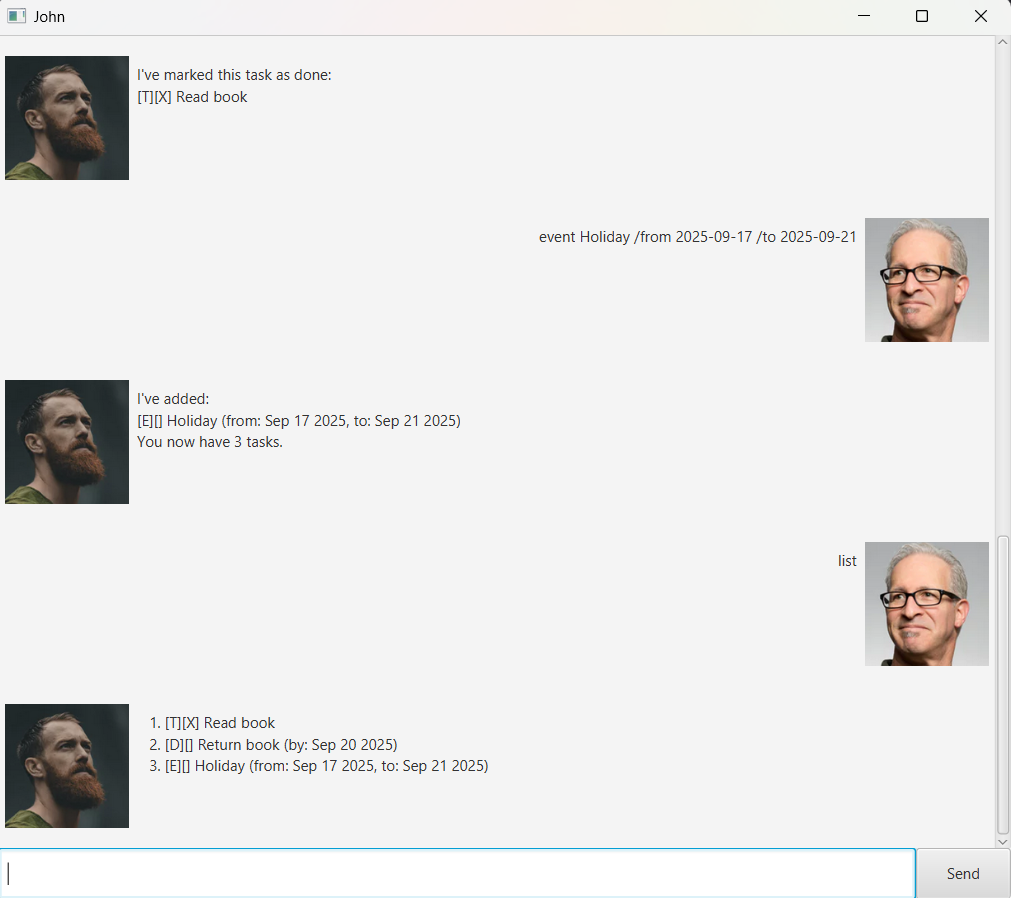 John
I've marked this task as done:
[T][X] Read book
event Holiday /from 2025-09-17 /to 2025-09-21
I've added:
[E][] Holiday (from: Sep 17 2025, to: Sep 21 2025)
You now have 3 tasks.
list
1. [T][X] Read book
2. [D][] Return book (by: Sep 20 2025)
3. [E][] Holiday (from: Sep 17 2025, to: Sep 21 2025)
Send